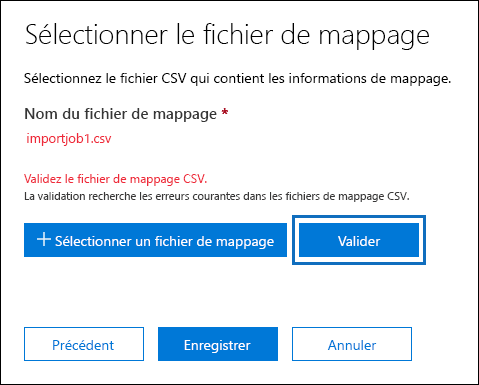 Sélectionner le fichier de mappage
Sélectionnez le fichier CSV qui contient les informations de mappage.
Nom du fichier de mappage *
importjob1.csv
Validez le fichier de mappage CSV.
La validation recherche les erreurs courantes dans les fichiers de mappage CSV.
+ Sélectionner un fichier de mappage Valider
Précédent Enregistrer Annuler